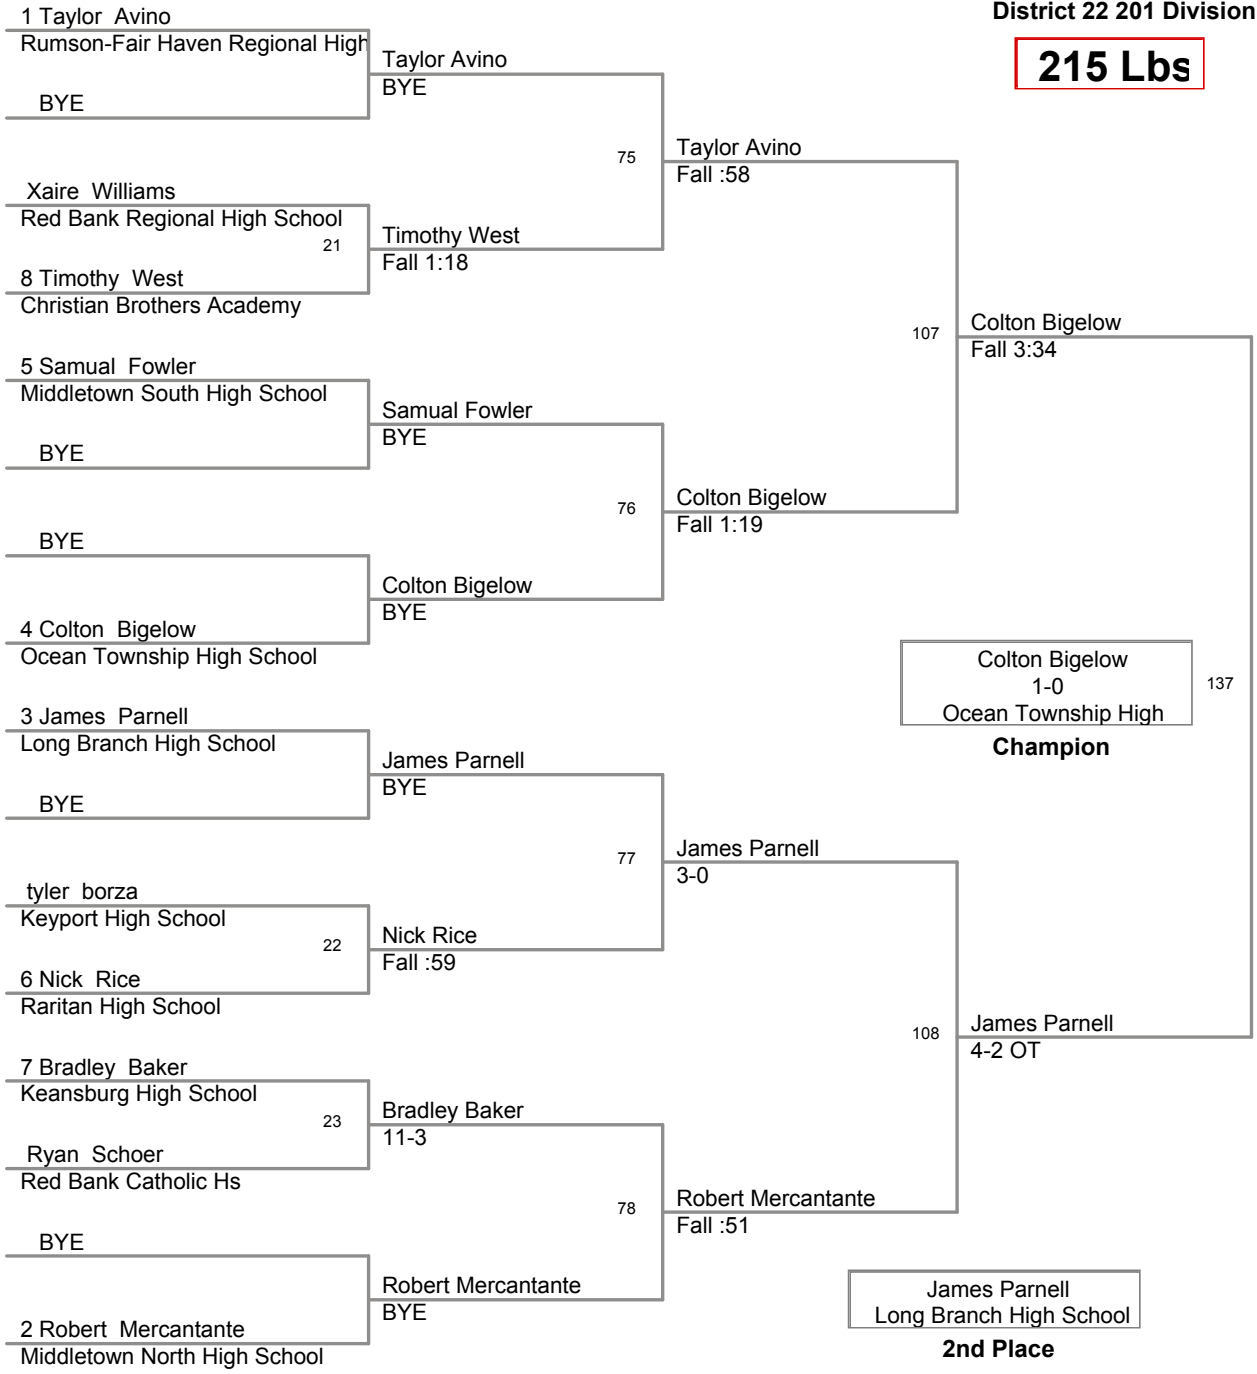 District 22 201 Division
215 Lbs
1 Taylor Avino
Rumson-Fair Haven Regional High
BYE
Xaire Williams
Red Bank Regional High School
21
8 Timothy West
Christian Brothers Academy
5 Samual Fowler
Middletown South High School
BYE
BYE
4 Colton Bigelow
Ocean Township High School
3 James Parnell
Long Branch High School
BYE
tyler borza
Keyport High School
22
6 Nick Rice
Raritan High School
7 Bradley Baker
Keansburg High School
23
Ryan Schoer
Red Bank Catholic Hs
BYE
2 Robert Mercantante
Middletown North High School
Taylor Avino
BYE
75
Timothy West
Fall 1:18
Samual Fowler
BYE
76
Colton Bigelow
BYE
James Parnell
BYE
77
Nick Rice
Fall :59
Bradley Baker
11-3
78
Robert Mercantante
BYE
Taylor Avino
Fall :58
107
Colton Bigelow
Fall 1:19
James Parnell
3-0
108
Robert Mercantante
Fall :51
Colton Bigelow
Fall 3:34
James Parnell
4-2 OT
Colton Bigelow
1-0
Ocean Township High
137
Champion
James Parnell
Long Branch High School
2nd Place